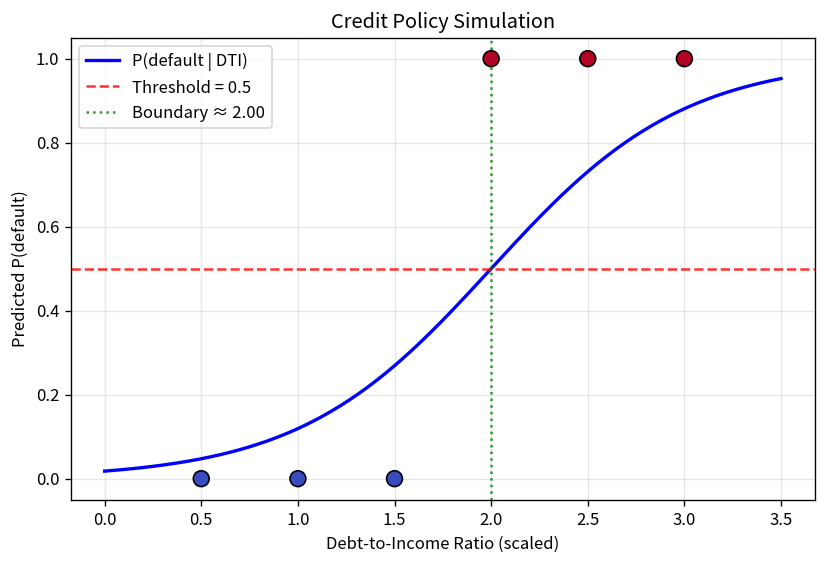 Credit Policy Simulation
P(default | DTI)
Threshold = 0.5
Boundary ≈ 2.00
Predicted P(default)
1.0
0.8
0.6
0.4
0.2
0.0
0.0 0.5 1.0 1.5 2.0 2.5 3.0 3.5
Debt-to-Income Ratio (scaled)